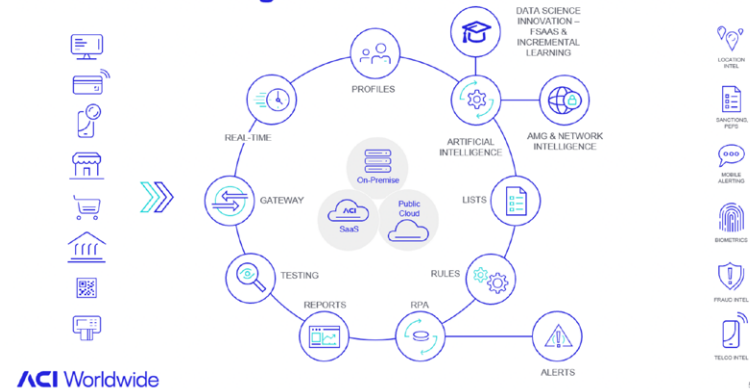 DATA SCIENCE
INNOVATION –
FSAAS &
INCREMENTAL
LEARNING
PROFILES
REAL-TIME
ARTIFICIAL
INTELLIGENCE
AMG & NETWORK
INTELLIGENCE
GATEWAY
LISTS
On-Premise
ACI
SaaS
Public
Cloud
TESTING
RULES
REPORTS
RPA
ALERTS
LOCATION
INTEL
SANCTIONS,
PEPS
MOBILE
ALERTING
BIOMETRICS
FRAUD INTEL
TELCO INTEL
ACI Worldwide